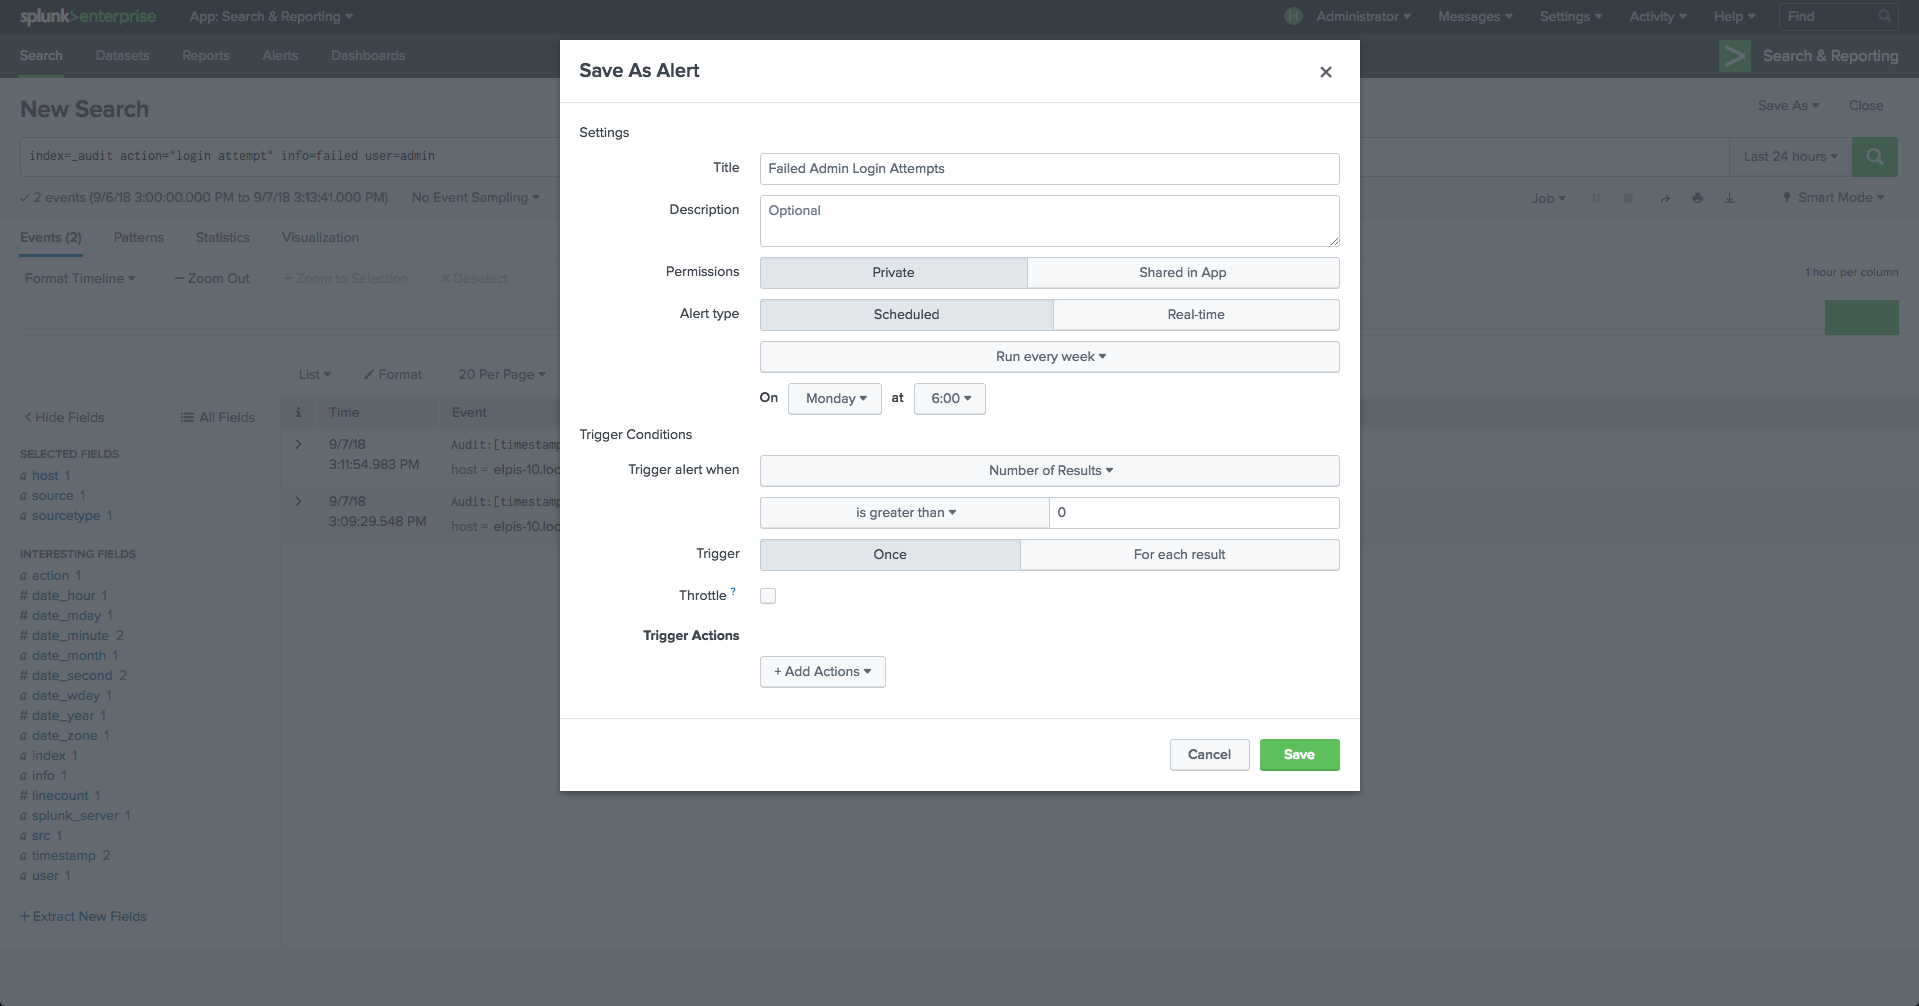 splunk>enterprise App: Search & Reporting H Administrator Messages Settings Activity Help Find
Search Datasets Reports Alerts Dashboards Search & Reporting
New Search Save As Close
index=_audit action="login attempt" info=failed user=admin Last 24 hours
2 events (9/6/18 3:00:00.000 PM to 9/7/18 3:13:41.000 PM) No Event Sampling Job Smart Mode
Events (2) Patterns Statistics Visualization
Format Timeline Zoom Out + Zoom to Selection Deselect 1 hour per column
List Format 20 Per Page
Hide Fields All Fields
i Time Event
SELECTED FIELDS
a host 1
a source 1
a sourcetype 1
INTERESTING FIELDS
a action 1
# date_hour 1
# date_mday 1
# date_minute 2
a date_month 1
# date_second 2
a date_wday 1
# date_year 1
a date_zone 1
a index 1
a info 1
# linecount 1
a splunk_server 1
a src 1
a timestamp 2
a user 1
+ Extract New Fields
9/7/18 Audit:[timestamp
3:11:54.983 PM host = elpis-10.loc
9/7/18 Audit:[timestamp
3:09:29.548 PM host = elpis-10.loc
Save As Alert
Settings
Title Failed Admin Login Attempts
Description Optional
Permissions Private Shared in App
Alert type Scheduled Real-time
Run every week
On Monday at 6:00
Trigger Conditions
Trigger alert when Number of Results
is greater than 0
Trigger Once For each result
Throttle ?
Trigger Actions
+ Add Actions
Cancel Save